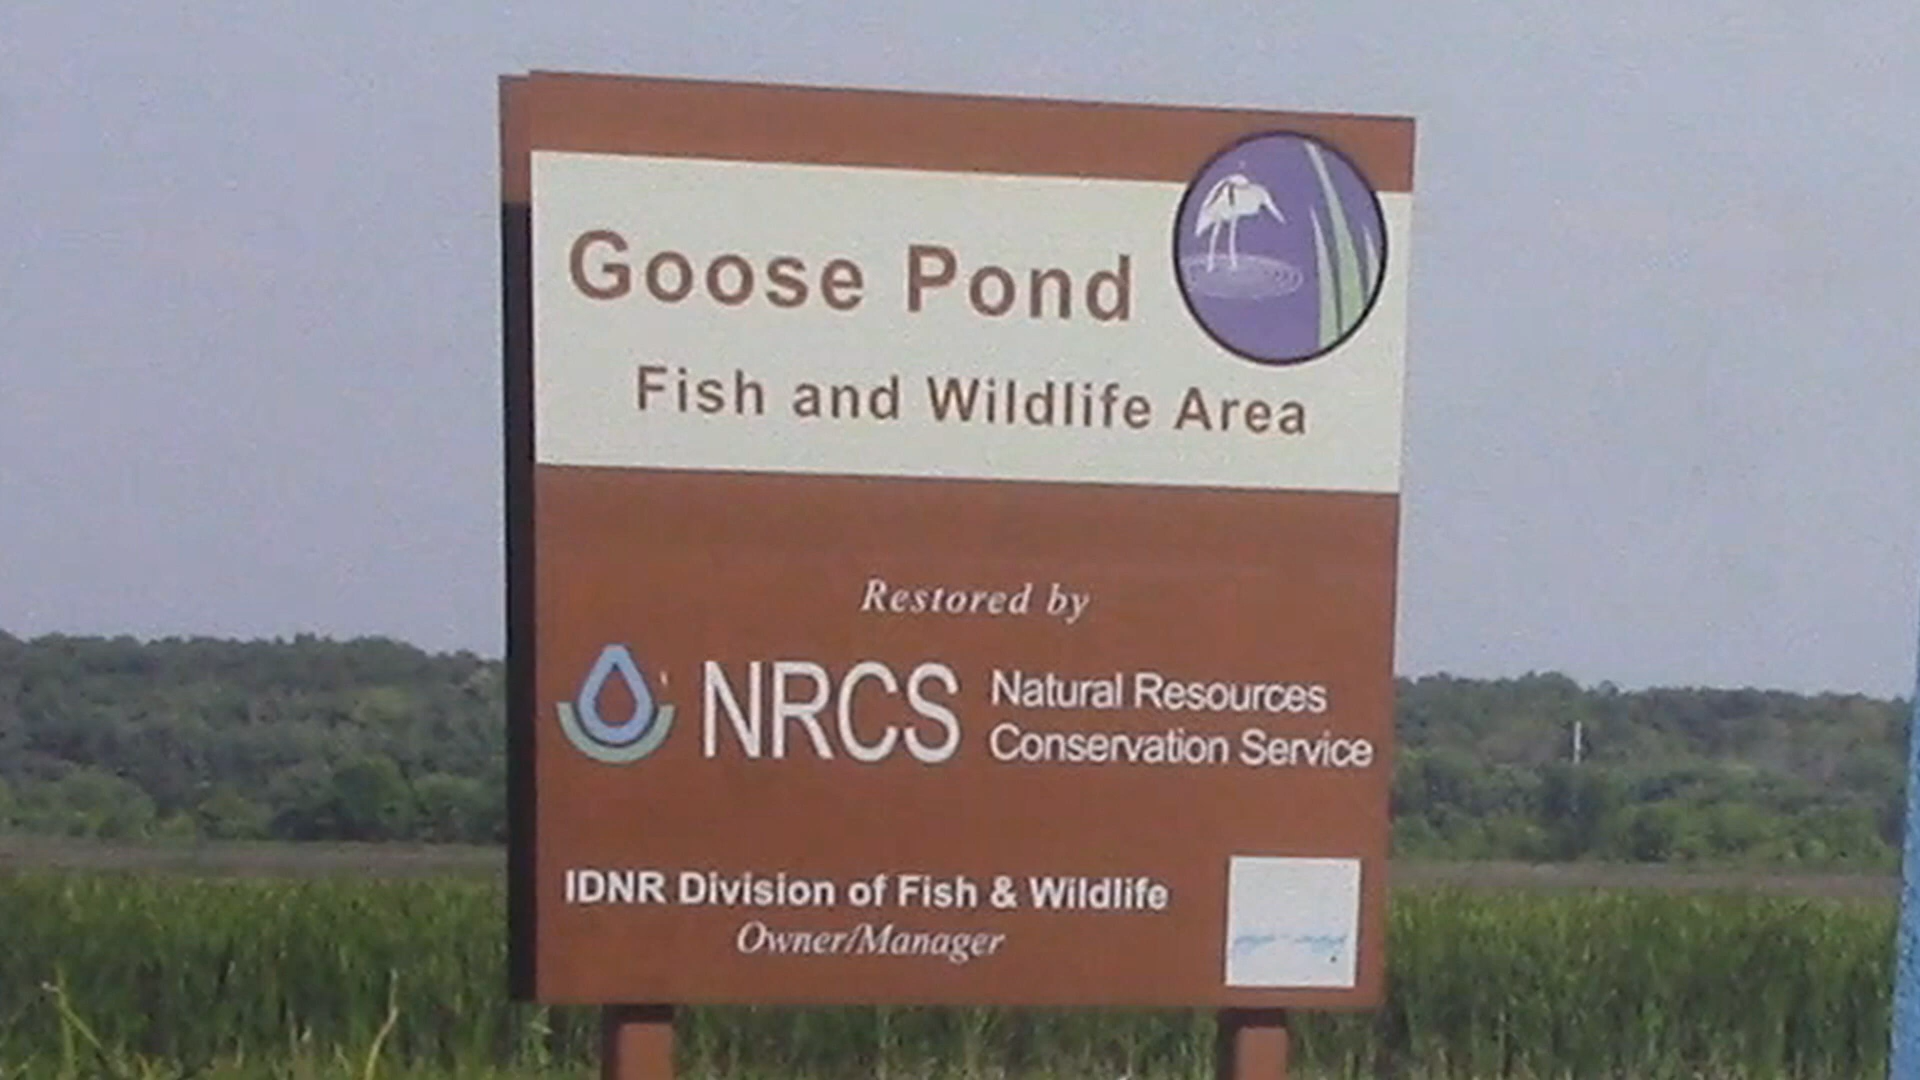 Goose Pond
Fish and Wildlife Area
Restored by
NRCS Natural Resources
Conservation Service
IDNR Division of Fish & Wildlife
Owner/Manager